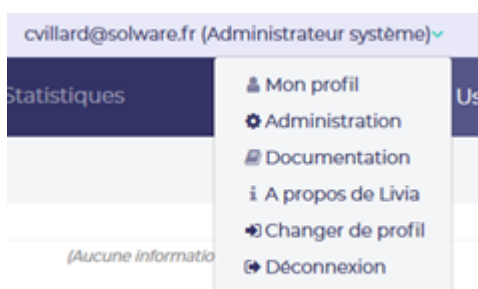 cvillard@solware.fr (Administrateur système)
Statistiques
Mon profil
Us
Administration
Documentation
A propos de Livia
Changer de profil
(Aucune informatio
Déconnexion